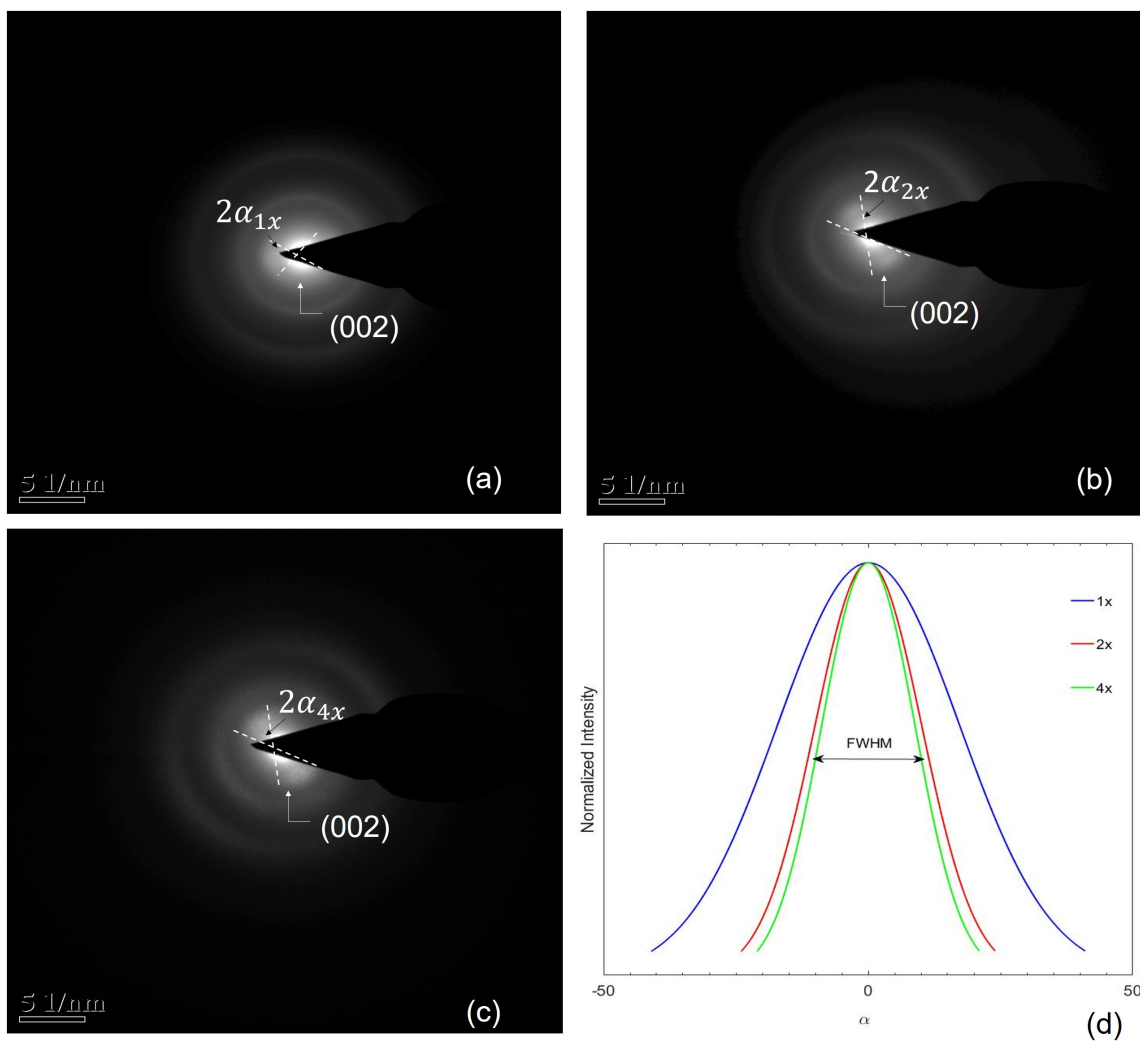 2α1x
(002)
5 1/nm
(a)
2α2x
(002)
5 1/nm
(b)
2α4x
(002)
5 1/nm
(c)
1x
2x
4x
FWHM
Normalized Intensity
-50
0
50
α
(d)